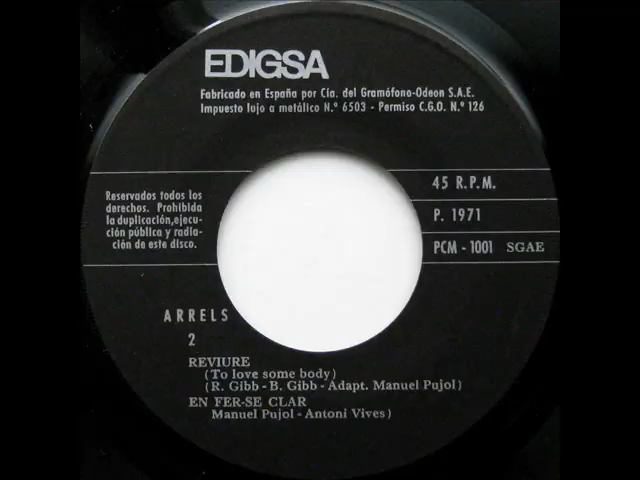 EDIGSA
Fabricado en España por Cía. del Gramófono-Odeon S.A.E.
Impuesto lujo a metálico N.º 6503 - Permiso C.G.O. N.º 126
Reservados todos los
derechos. Prohibida
la duplicación,ejecu-
ción pública y radia-
ción de este disco.
45 R.P.M.
P. 1971
PCM - 1001 SGAE
ARRELS
2
REVIURE
(To love some body)
(R. Gibb - B. Gibb - Adapt. Manuel Pujol)
EN FER-SE CLAR
Manuel Pujol - Antoni Vives)